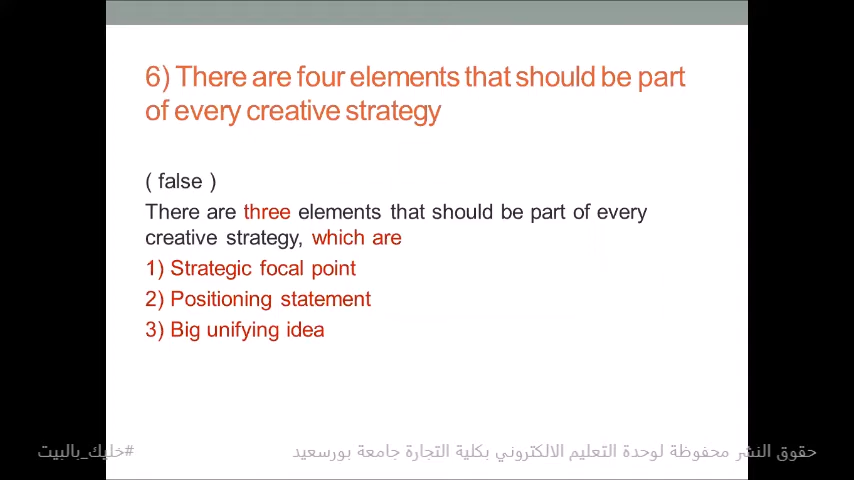 6) There are four elements that should be part
of every creative strategy
( false )
There are three elements that should be part of every
creative strategy, which are
1) Strategic focal point
2) Positioning statement
3) Big unifying idea
حقوق النشر محفوظة لوحدة التعليم الالكتروني بكلية التجارة جامعة بورسعيد
#خليك_بالبيت